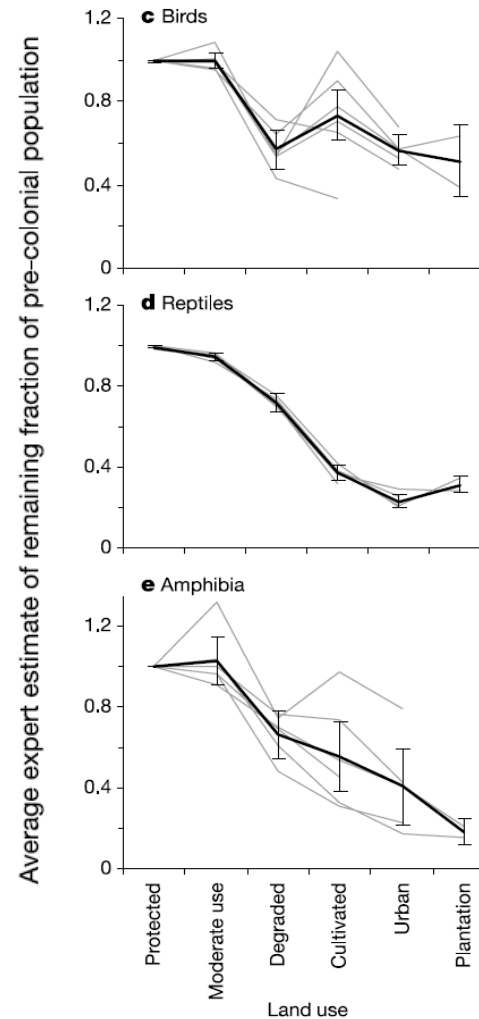 Average expert estimate of remaining fraction of pre-colonial population
c Birds
1.2
0.8
0.4
0
d Reptiles
1.2
0.8
0.4
0
e Amphibia
1.2
0.8
0.4
0
Protected
Moderate use
Degraded
Cultivated
Urban
Plantation
Land use